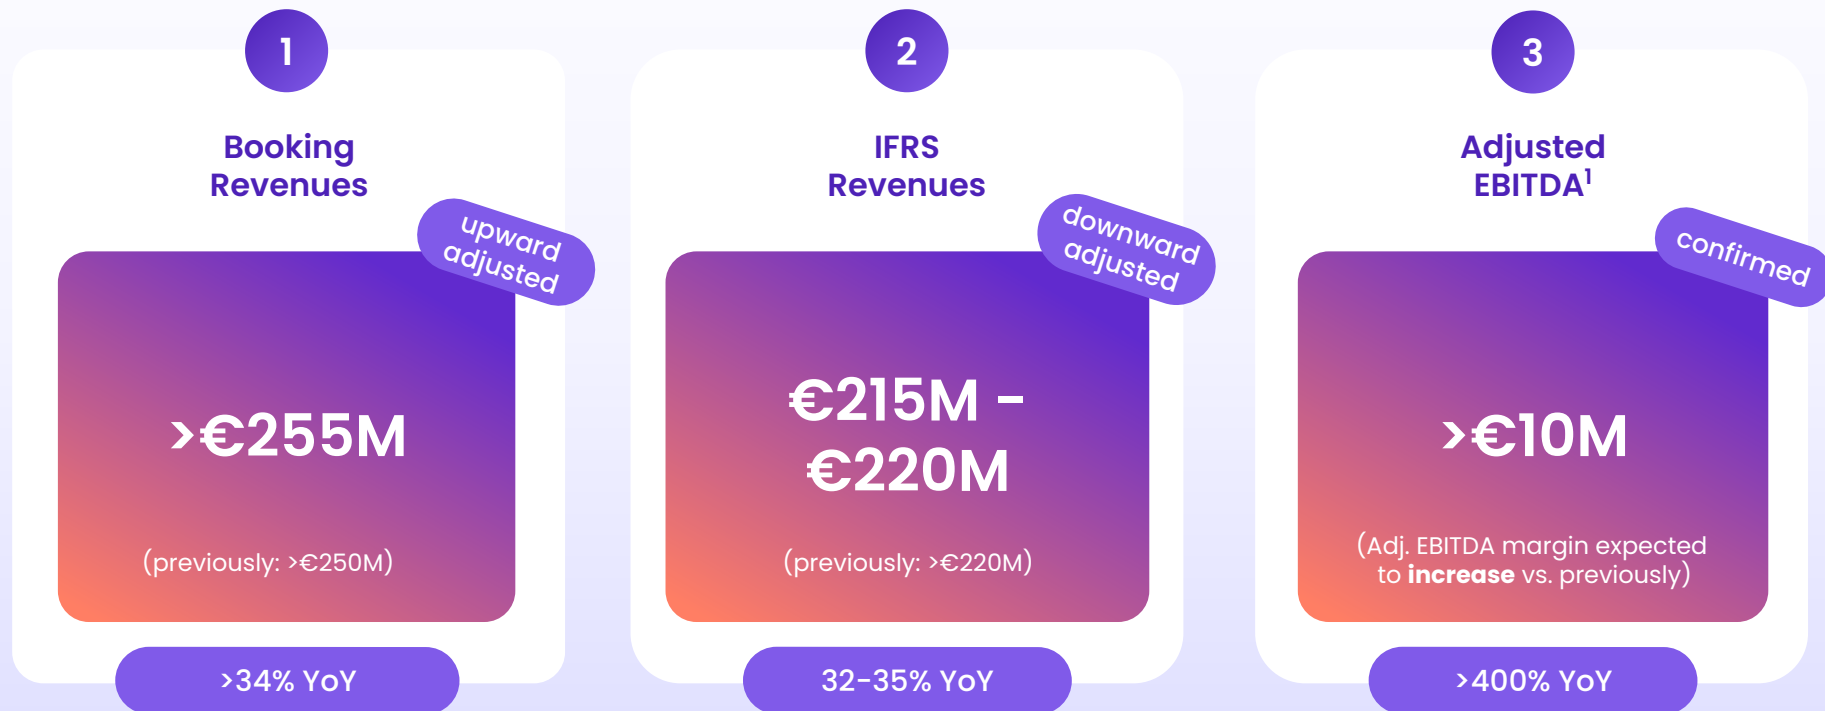 1
Booking
Revenues
upward
adjusted
>€255M
(previously: >€250M)
>34% YoY
2
IFRS
Revenues
downward
adjusted
€215M -
€220M
(previously: >€220M)
32-35% YoY
3
Adjusted
EBITDA¹
confirmed
>€10M
(Adj. EBITDA margin expected
to increase vs. previously)
>400% YoY